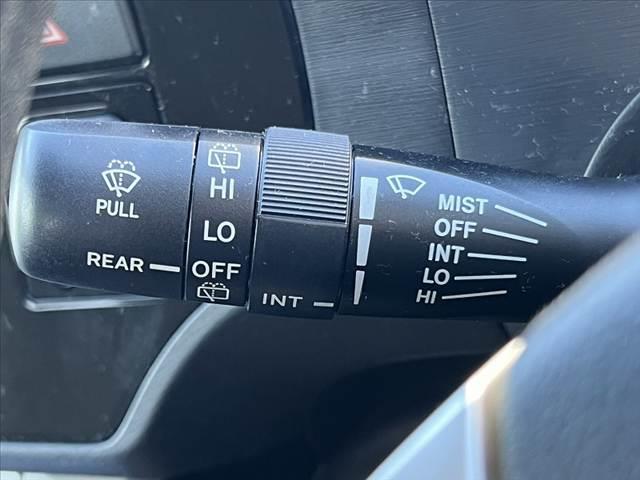 PULL
REAR
HI
LO
OFF
INT
MIST
OFF
INT
LO
HI